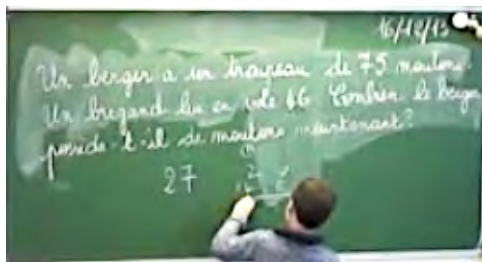 16/12/13
Un berger a un troupeau de 75 moutons.
Un brigand lui en vole 46. Combien le berger
possède-t-il de moutons maintenant?
27